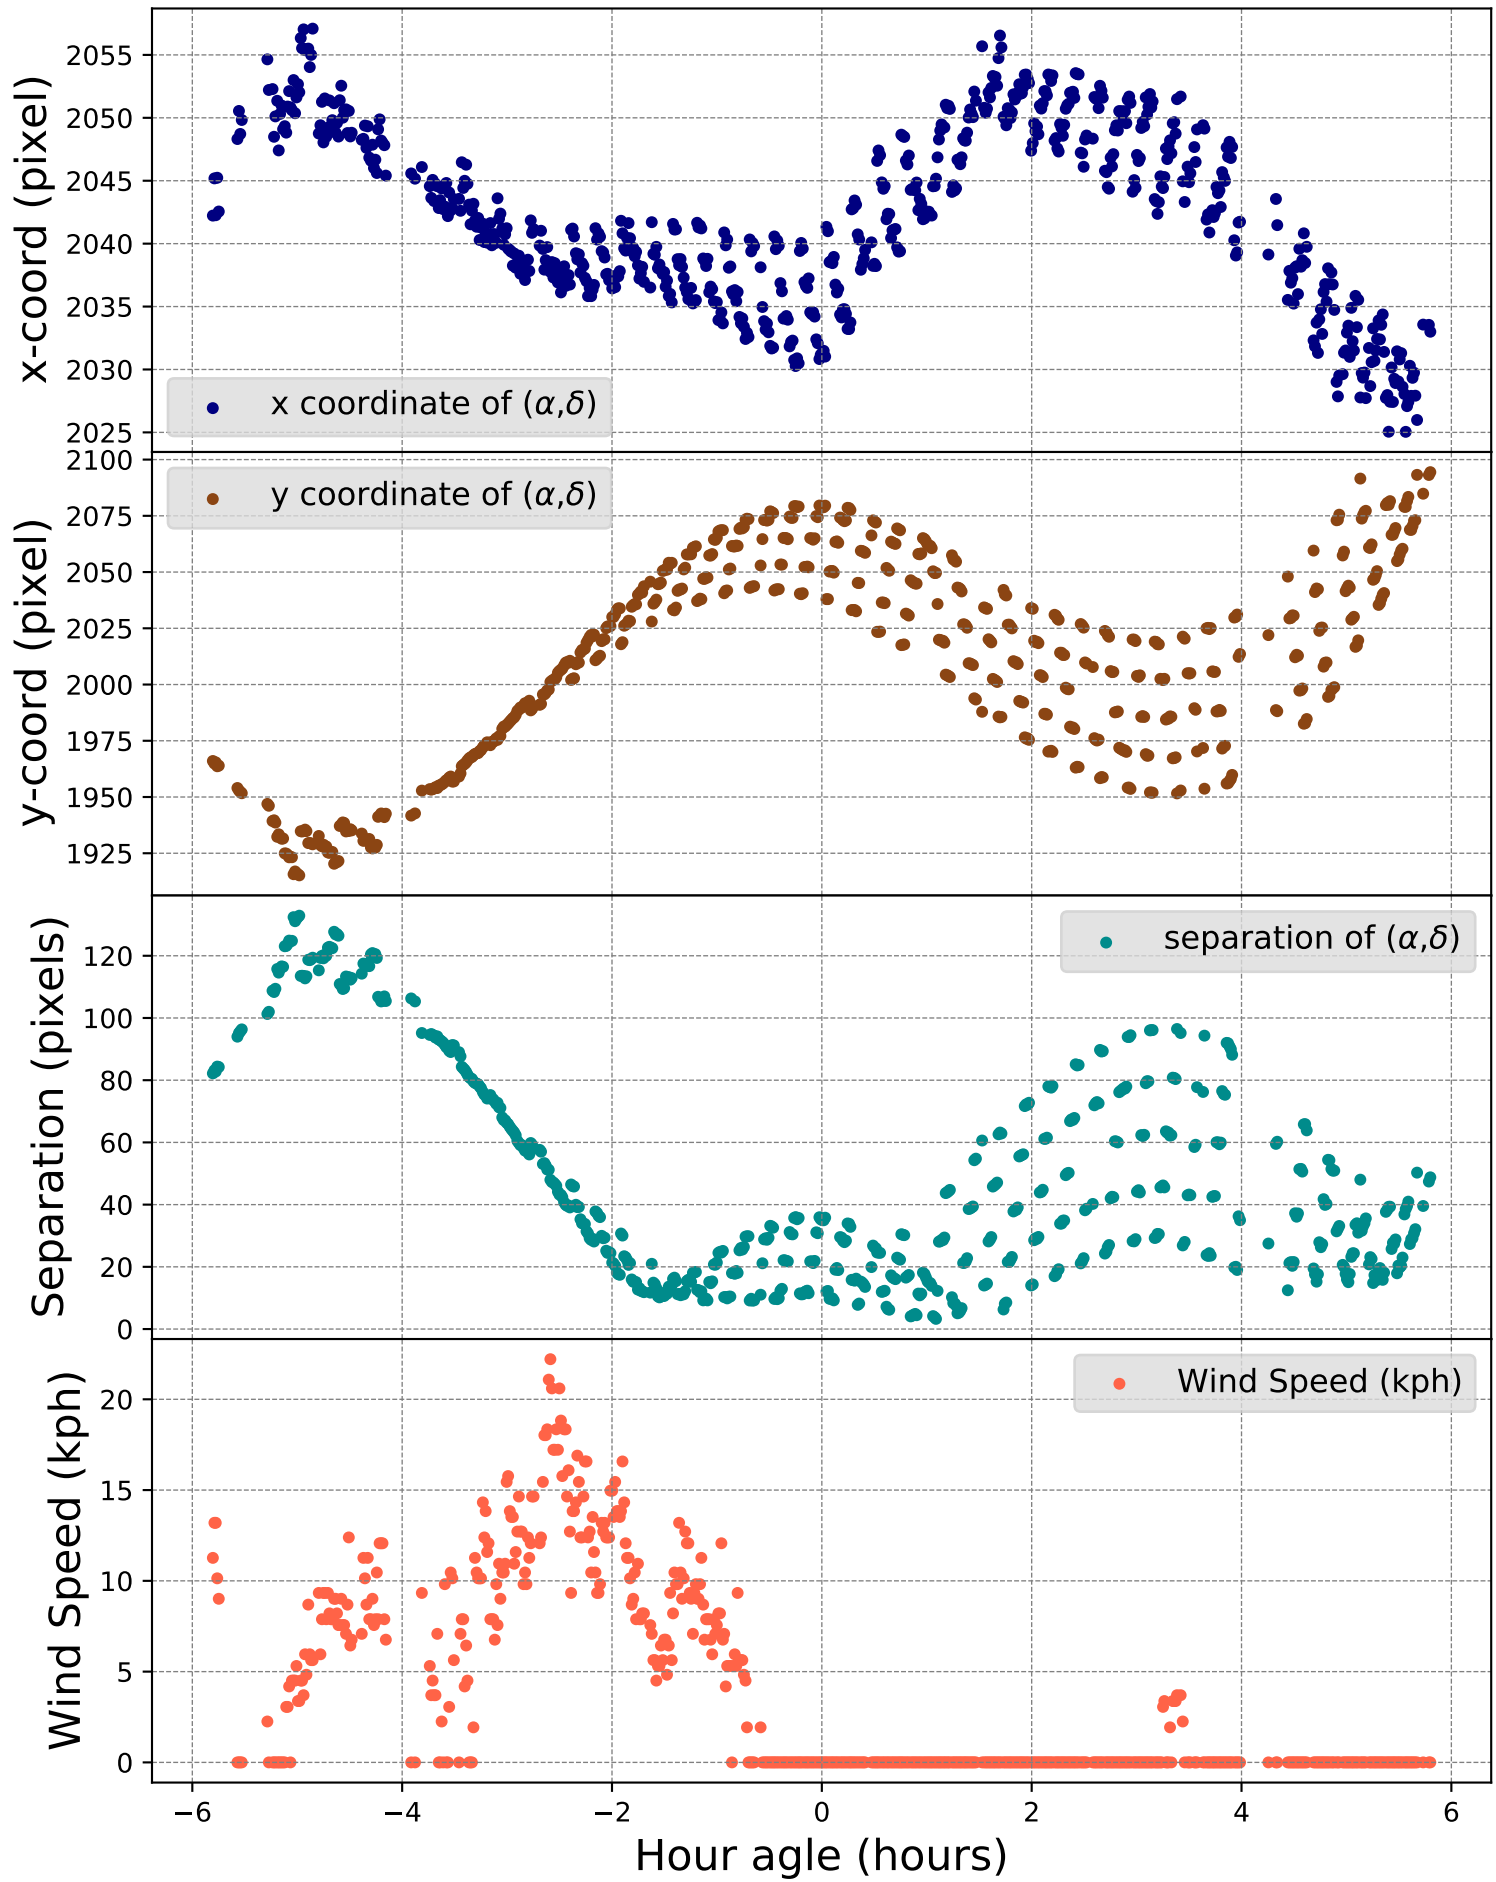 x-coord (pixel)
2055
2050
2045
2040
2035
2030
2025
x coordinate of (α,δ)
y-coord (pixel)
2100
2075
2050
2025
2000
1975
1950
1925
y coordinate of (α,δ)
Separation (pixels)
120
100
80
60
40
20
0
separation of (α,δ)
Wind Speed (kph)
20
15
10
5
0
Wind Speed (kph)
−6 −4 −2 0 2 4 6
Hour agle (hours)